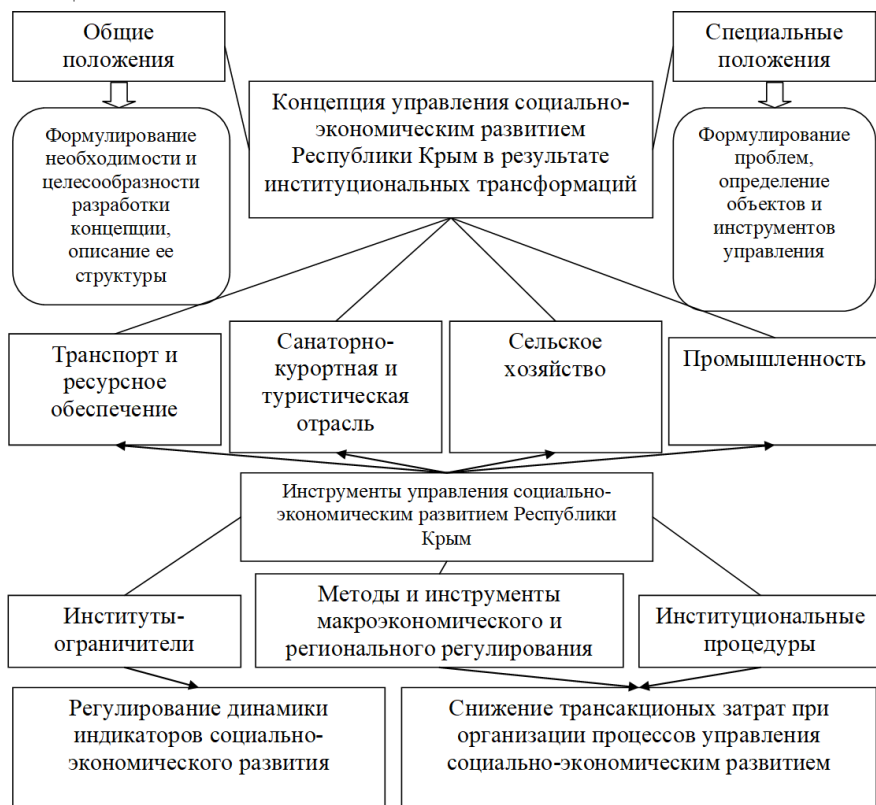 Общие
положения
Специальные
положения
Концепция управления социально-
экономическим развитием
Республики Крым в результате
институциональных трансформаций
Формулирование
необходимости и
целесообразности
разработки
концепции,
описание ее
структуры
Формулирование
проблем,
определение
объектов и
инструментов
управления
Транспорт и
ресурсное
обеспечение
Санаторно-
курортная и
туристическая
отрасль
Сельское
хозяйство
Промышленность
Инструменты управления социально-
экономическим развитием Республики
Крым
Институты-
ограничители
Методы и инструменты
макроэкономического и
регионального регулирования
Институциональные
процедуры
Регулирование динамики
индикаторов социально-
экономического развития
Снижение трансакционых затрат при
организации процессов управления
социально-экономическим развитием